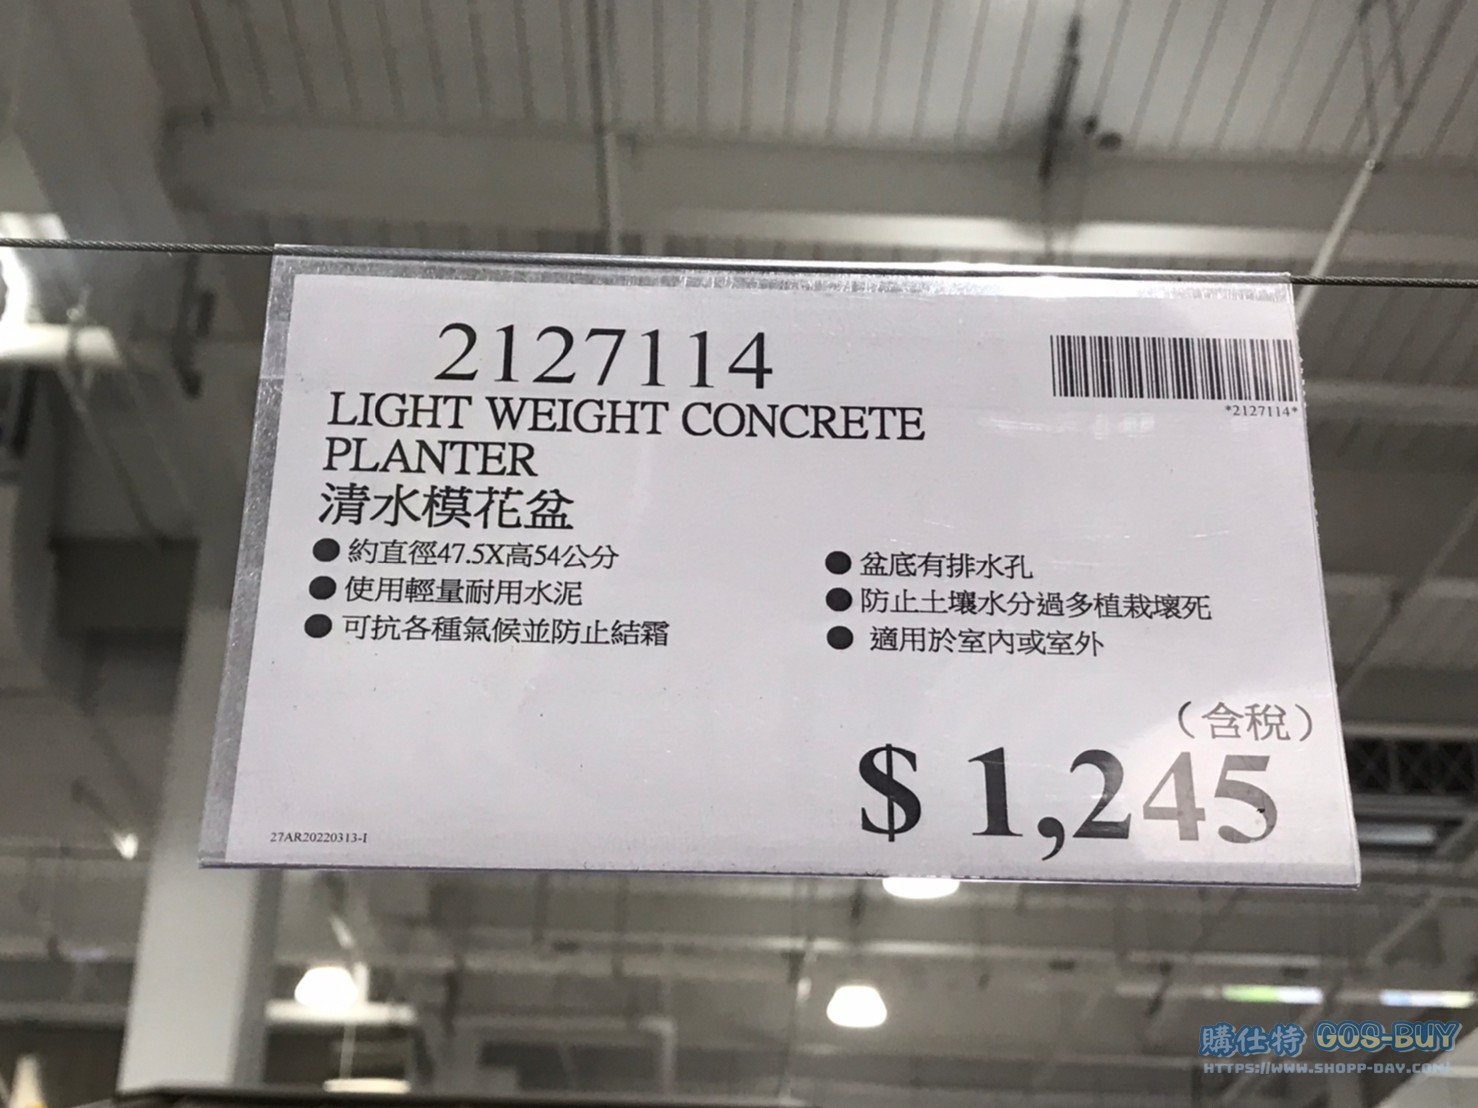 2127114
*2127114*
LIGHT WEIGHT CONCRETE
PLANTER
清水模花盆
●約直徑47.5X高54公分
●使用輕量耐用水泥
●可抗各種氣候並防止結霜
●盆底有排水孔
●防止土壤水分過多植栽壞死
●適用於室內或室外
（含稅）
$ 1,245
27AR20220313-I
購仕特 GOS-BUY
HTTPS://WWW.SHOPP-DAY.COM/